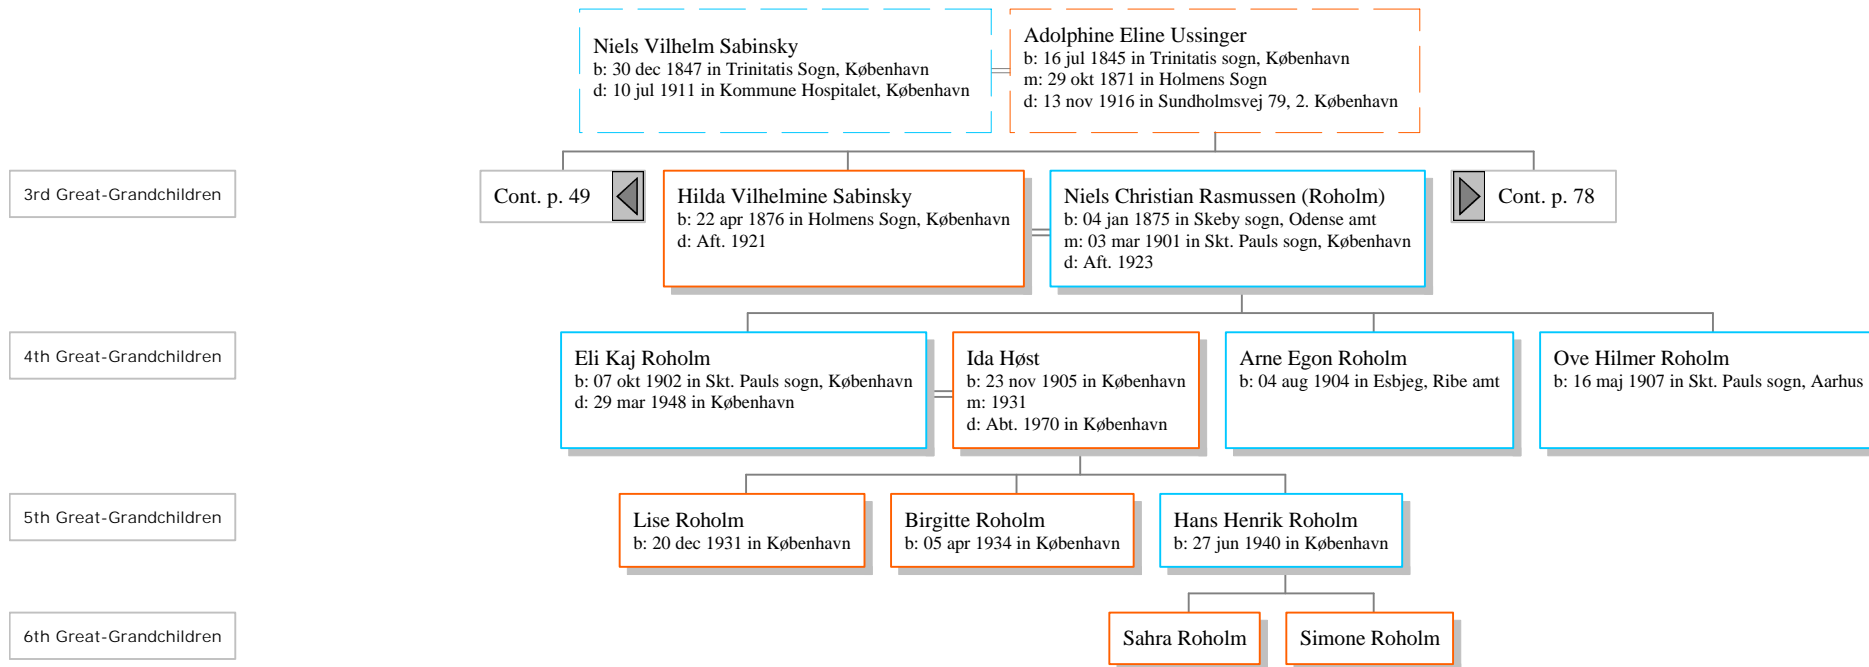 Niels Vilhelm Sabinsky
b: 30 dec 1847 in Trinitatis Sogn, København
d: 10 jul 1911 in Kommune Hospitalet, København
Adolphine Eline Ussinger
b: 16 jul 1845 in Trinitatis sogn, København
m: 29 okt 1871 in Holmens Sogn
d: 13 nov 1916 in Sundholmsvej 79, 2. København
3rd Great-Grandchildren
Cont. p. 49
Hilda Vilhelmine Sabinsky
b: 22 apr 1876 in Holmens Sogn, København
d: Aft. 1921
Niels Christian Rasmussen (Roholm)
b: 04 jan 1875 in Skeby sogn, Odense amt
m: 03 mar 1901 in Skt. Pauls sogn, København
d: Aft. 1923
Cont. p. 78
4th Great-Grandchildren
Eli Kaj Roholm
b: 07 okt 1902 in Skt. Pauls sogn, København
d: 29 mar 1948 in København
Ida Høst
b: 23 nov 1905 in København
m: 1931
d: Abt. 1970 in København
Arne Egon Roholm
b: 04 aug 1904 in Esbjeg, Ribe amt
Ove Hilmer Roholm
b: 16 maj 1907 in Skt. Pauls sogn, Aarhus
5th Great-Grandchildren
Lise Roholm
b: 20 dec 1931 in København
Birgitte Roholm
b: 05 apr 1934 in København
Hans Henrik Roholm
b: 27 jun 1940 in København
6th Great-Grandchildren
Sahra Roholm
Simone Roholm